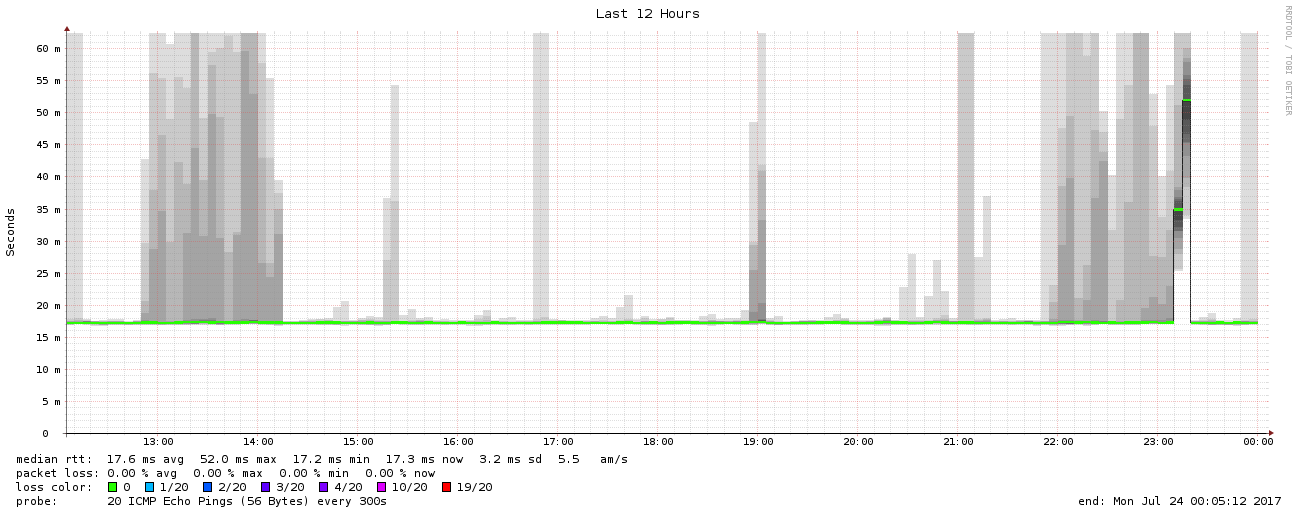 Last 12 Hours
RRDTOOL / TOBI OETIKER
Seconds
60 m
55 m
50 m
45 m
40 m
35 m
30 m
25 m
20 m
15 m
10 m
5 m
0
13:00 14:00 15:00 16:00 17:00 18:00 19:00 20:00 21:00 22:00 23:00 00:00
median rtt: 17.6 ms avg 52.0 ms max 17.2 ms min 17.3 ms now 3.2 ms sd 5.5 am/s
packet loss: 0.00 % avg 0.00 % max 0.00 % min 0.00 % now
loss color: 0 1/20 2/20 3/20 4/20 10/20 19/20
probe: 20 ICMP Echo Pings (56 Bytes) every 300s end: Mon Jul 24 00:05:12 2017